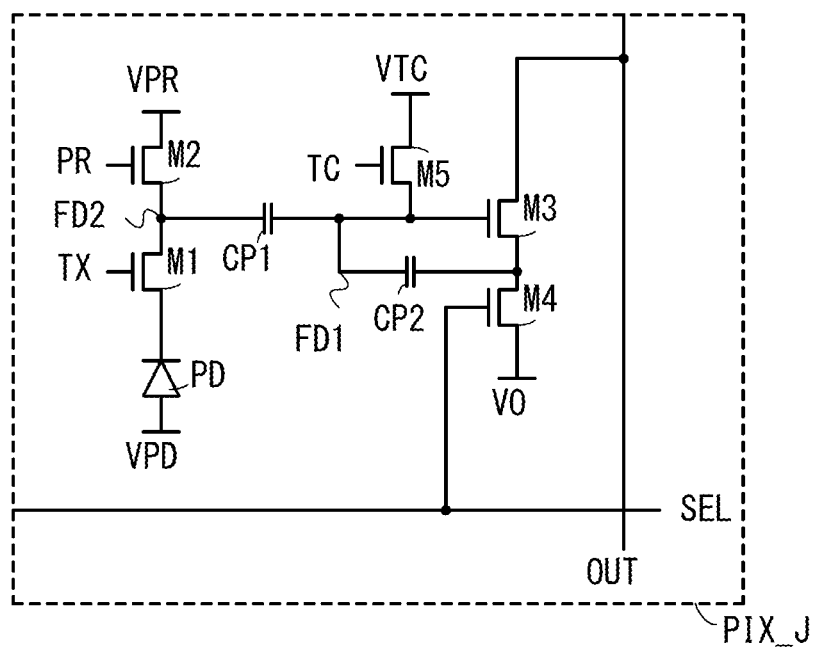 VPR
VTC
PR
M2
TC
M5
M3
FD2
CP1
TX
M1
CP2
M4
FD1
PD
VO
VPD
SEL
OUT
PIX_J